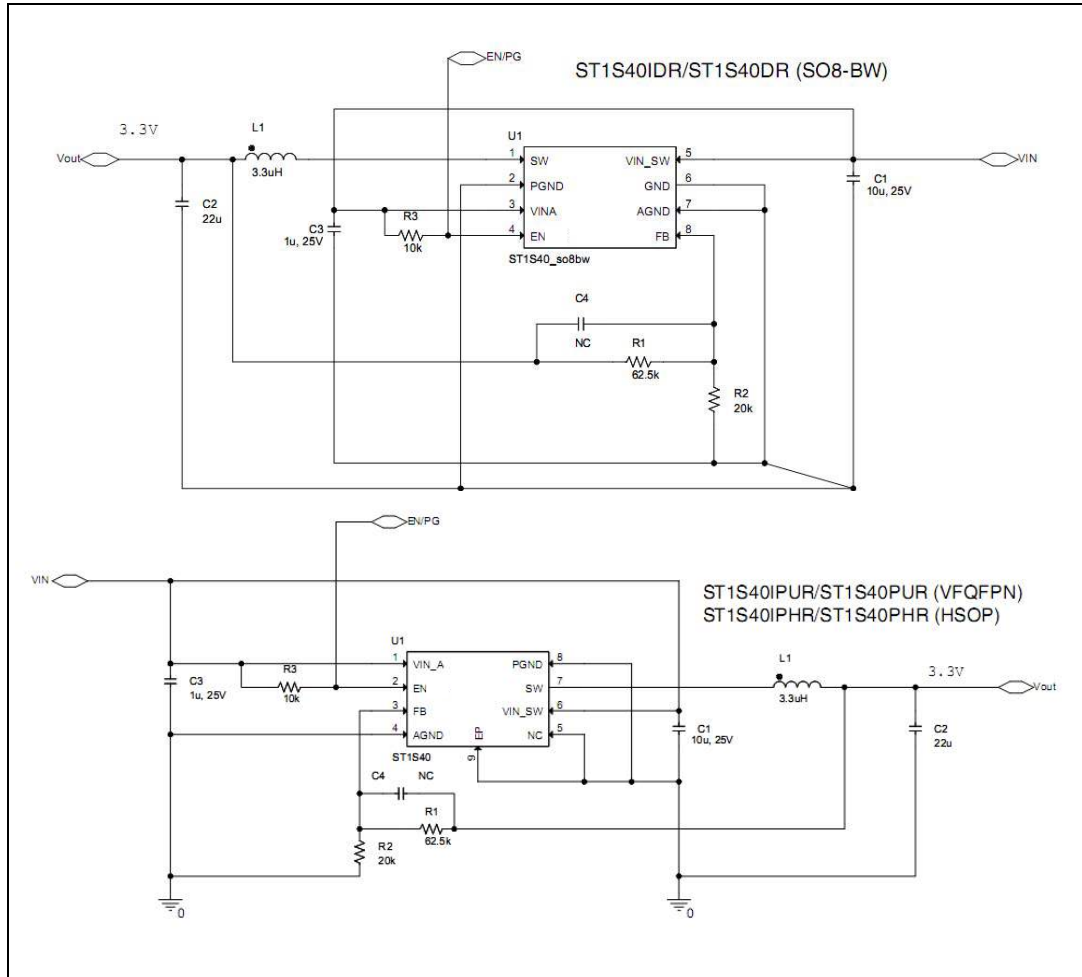 EN/PG
ST1S40IDR/ST1S40DR (SO8-BW)
3.3V
L1
U1
Vout
3.3uH
1
SW
VIN_SW
5
VIN
2
PGND
GND
6
C1
10u, 25V
C2
22u
3
VINA
AGND
7
C3
1u, 25V
R3
10k
4
EN
FB
8
ST1S40_so8bw
C4
NC
R1
62.5k
R2
20k
EN/PG
VIN
ST1S40IPUR/ST1S40PUR (VFQFPN)
ST1S40IPHR/ST1S40PHR (HSOP)
U1
1
VIN_A
PGND
8
L1
3.3V
C3
1u, 25V
R3
10k
2
EN
SW
7
3.3uH
Vout
3
FB
VIN_SW
6
4
AGND
EP
NC
5
C1
10u, 25V
C2
22u
ST1S40
9
C4
NC
R1
62.5k
R2
20k
0
0